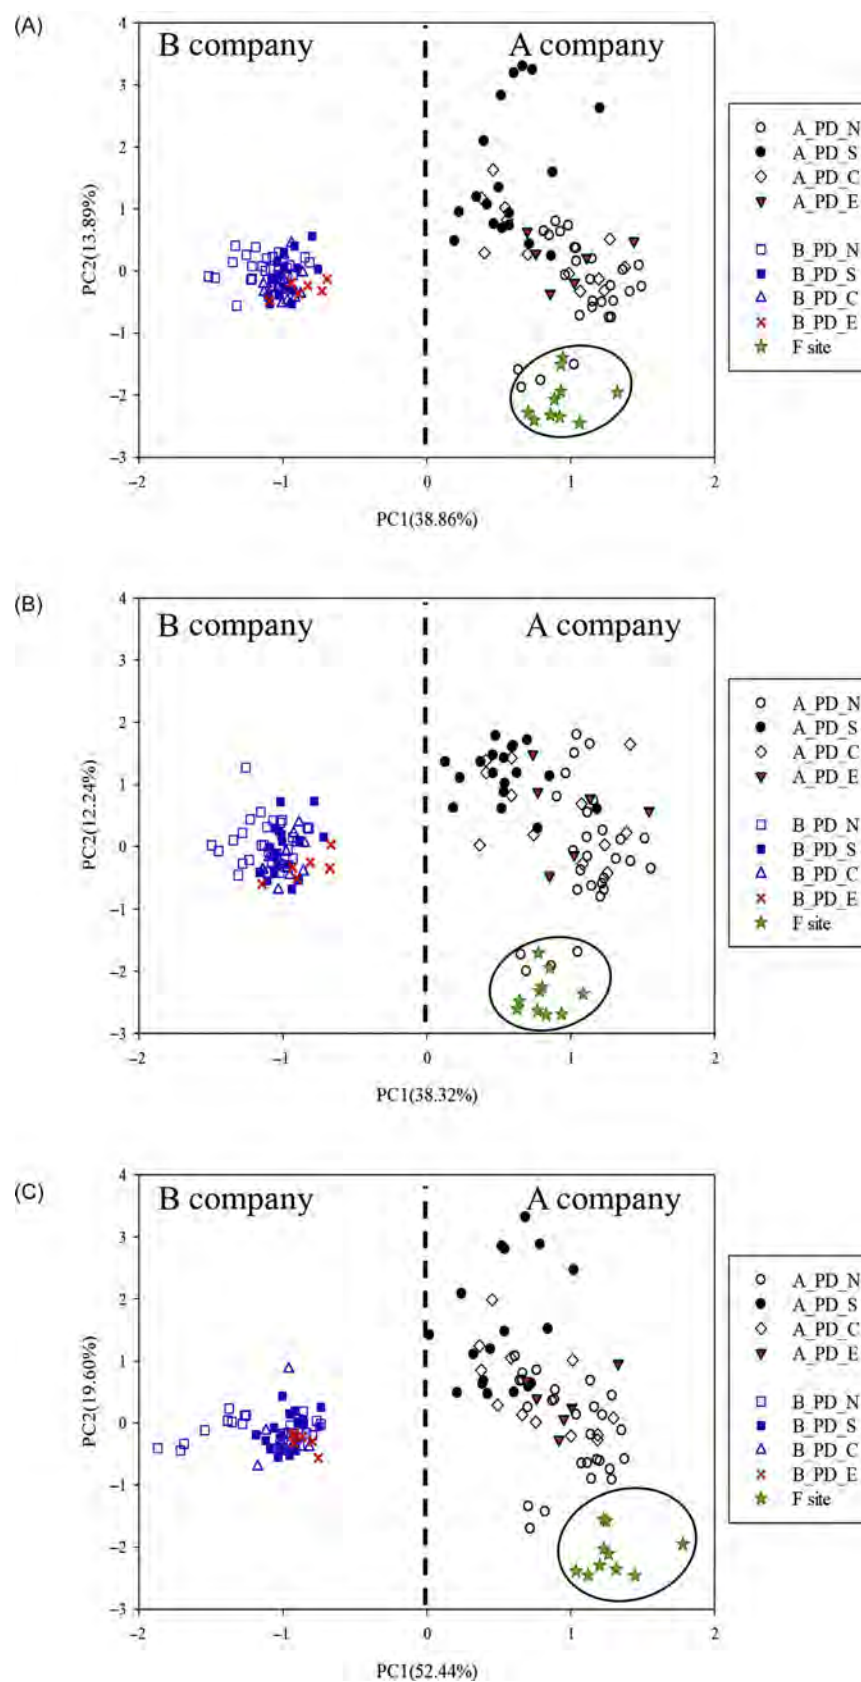 (A)
B company A company
4
3
2
1
0
−1
−2
−3
PC2(13.89%)
−2 −1 0 1 2
PC1(38.86%)
A_PD_N
A_PD_S
A_PD_C
A_PD_E
B_PD_N
B_PD_S
B_PD_C
B_PD_E
F site
(B)
B company A company
4
3
2
1
0
−1
−2
−3
PC2(12.24%)
−2 −1 0 1 2
PC1(38.32%)
A_PD_N
A_PD_S
A_PD_C
A_PD_E
B_PD_N
B_PD_S
B_PD_C
B_PD_E
F site
(C)
B company A company
4
3
2
1
0
−1
−2
−3
PC2(19.60%)
−2 −1 0 1 2
PC1(52.44%)
A_PD_N
A_PD_S
A_PD_C
A_PD_E
B_PD_N
B_PD_S
B_PD_C
B_PD_E
F site